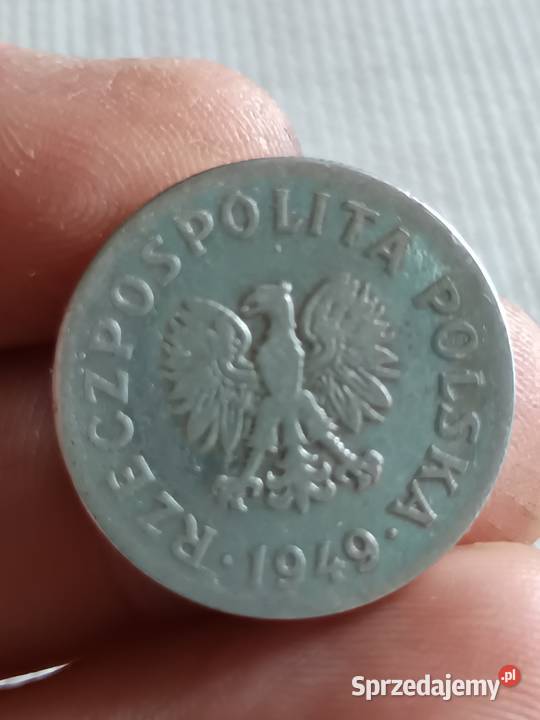 RZECZPOSPOLITA POLSKA
· 1949 ·
Sprzedajemy.pl